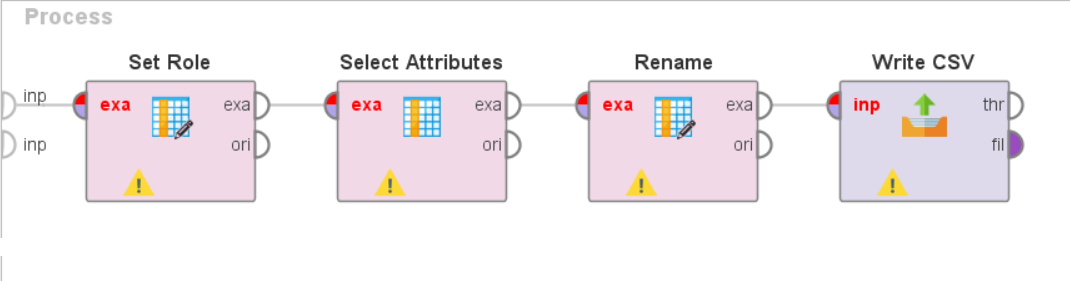 Process
Set Role Select Attributes Rename Write CSV
inp exa exa exa exa exa exa inp thr
inp ori ori ori fil